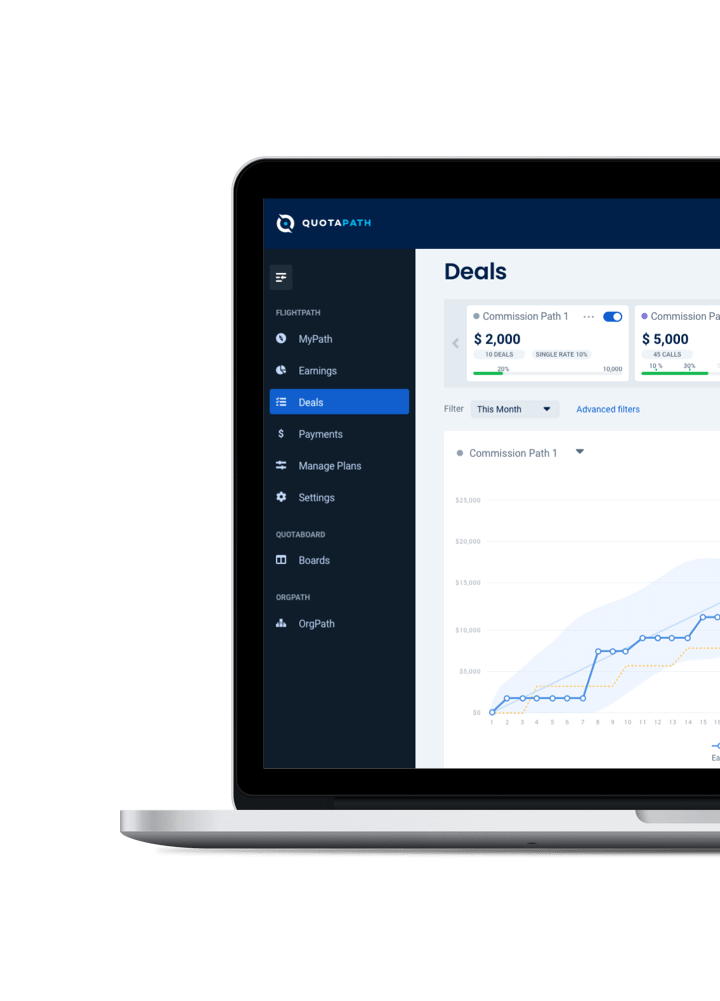 QUOTAPATH
FLIGHTPATH
MyPath
Earnings
Deals
$ Payments
Manage Plans
Settings
QUOTABOARD
Boards
ORGPATH
OrgPath
Deals
Commission Path 1 ...
$ 2,000
10 DEALS SINGLE RATE 10%
20% 10,000
Commission Pa
$ 5,000
45 CALLS
10 % 30%
Filter This Month Advanced filters
Commission Path 1
$25,000
$20,000
$15,000
$10,000
$5,000
$0
1 2 3 4 5 6 7 8 9 10 11 12 13 14 15 16
Ea